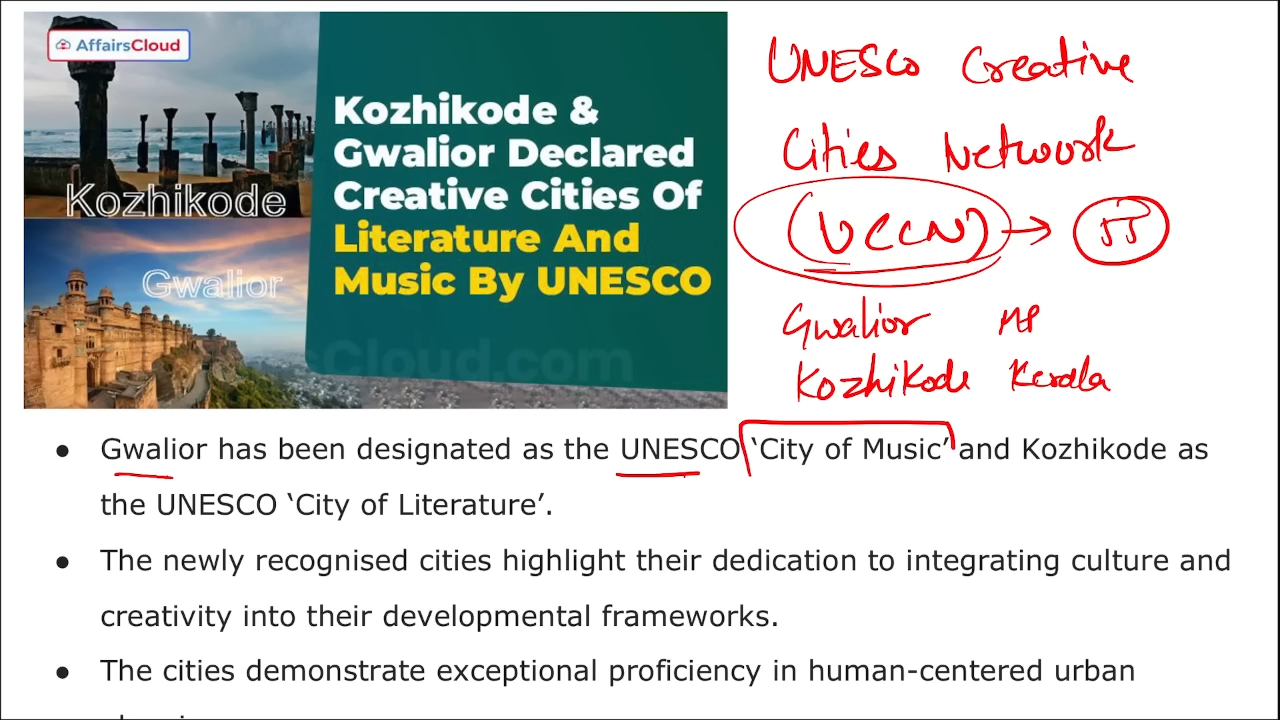 AffairsCloud
Kozhikode &
Gwalior Declared
Creative Cities Of
Literature And
Music By UNESCO
Kozhikode
Gwalior
UNESCO Creative
Cities Network
(UCCN) → 55
Gwalior MP
Kozhikode Kerala
● Gwalior has been designated as the UNESCO ‘City of Music’ and Kozhikode as
the UNESCO ‘City of Literature’.
● The newly recognised cities highlight their dedication to integrating culture and
creativity into their developmental frameworks.
● The cities demonstrate exceptional proficiency in human-centered urban